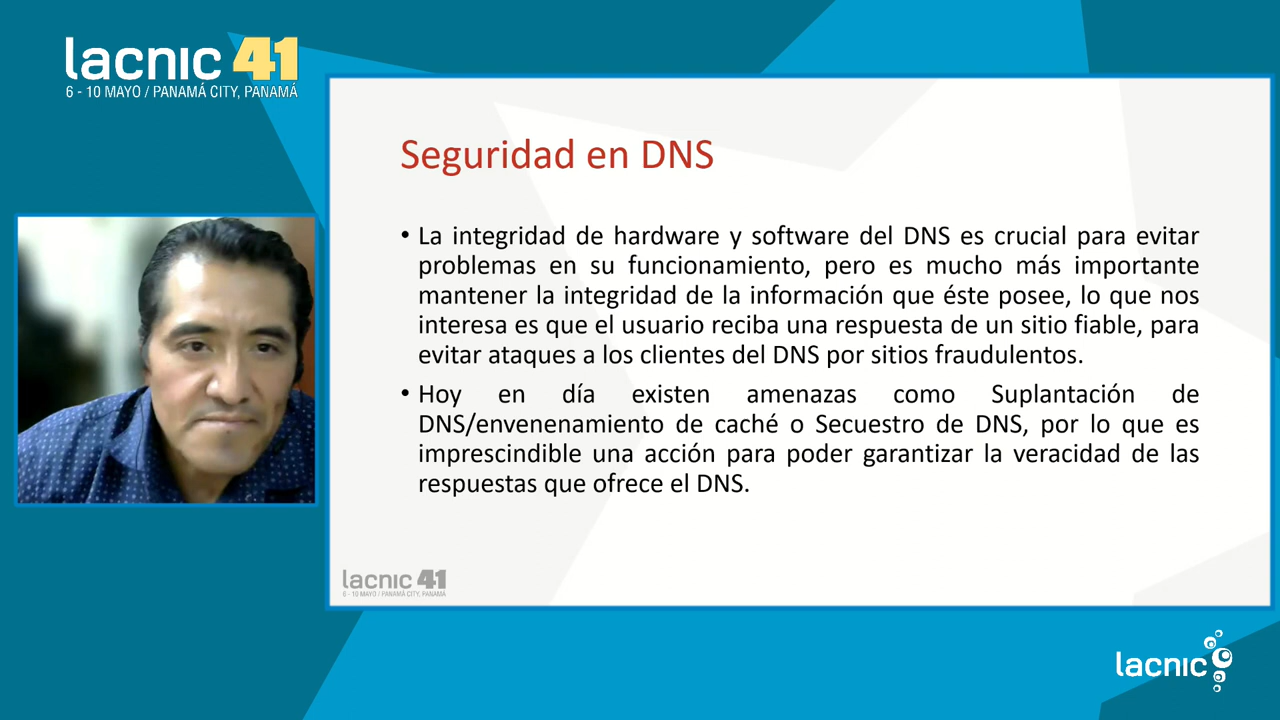 lacnic 41
6 - 10 MAYO / PANAMÁ CITY, PANAMÁ
Seguridad en DNS
• La integridad de hardware y software del DNS es crucial para evitar
problemas en su funcionamiento, pero es mucho más importante
mantener la integridad de la información que éste posee, lo que nos
interesa es que el usuario reciba una respuesta de un sitio fiable, para
evitar ataques a los clientes del DNS por sitios fraudulentos.
• Hoy en día existen amenazas como Suplantación de
DNS/envenenamiento de caché o Secuestro de DNS, por lo que es
imprescindible una acción para poder garantizar la veracidad de las
respuestas que ofrece el DNS.
lacnic 41
6 - 10 MAYO / PANAMÁ CITY, PANAMÁ
lacnic